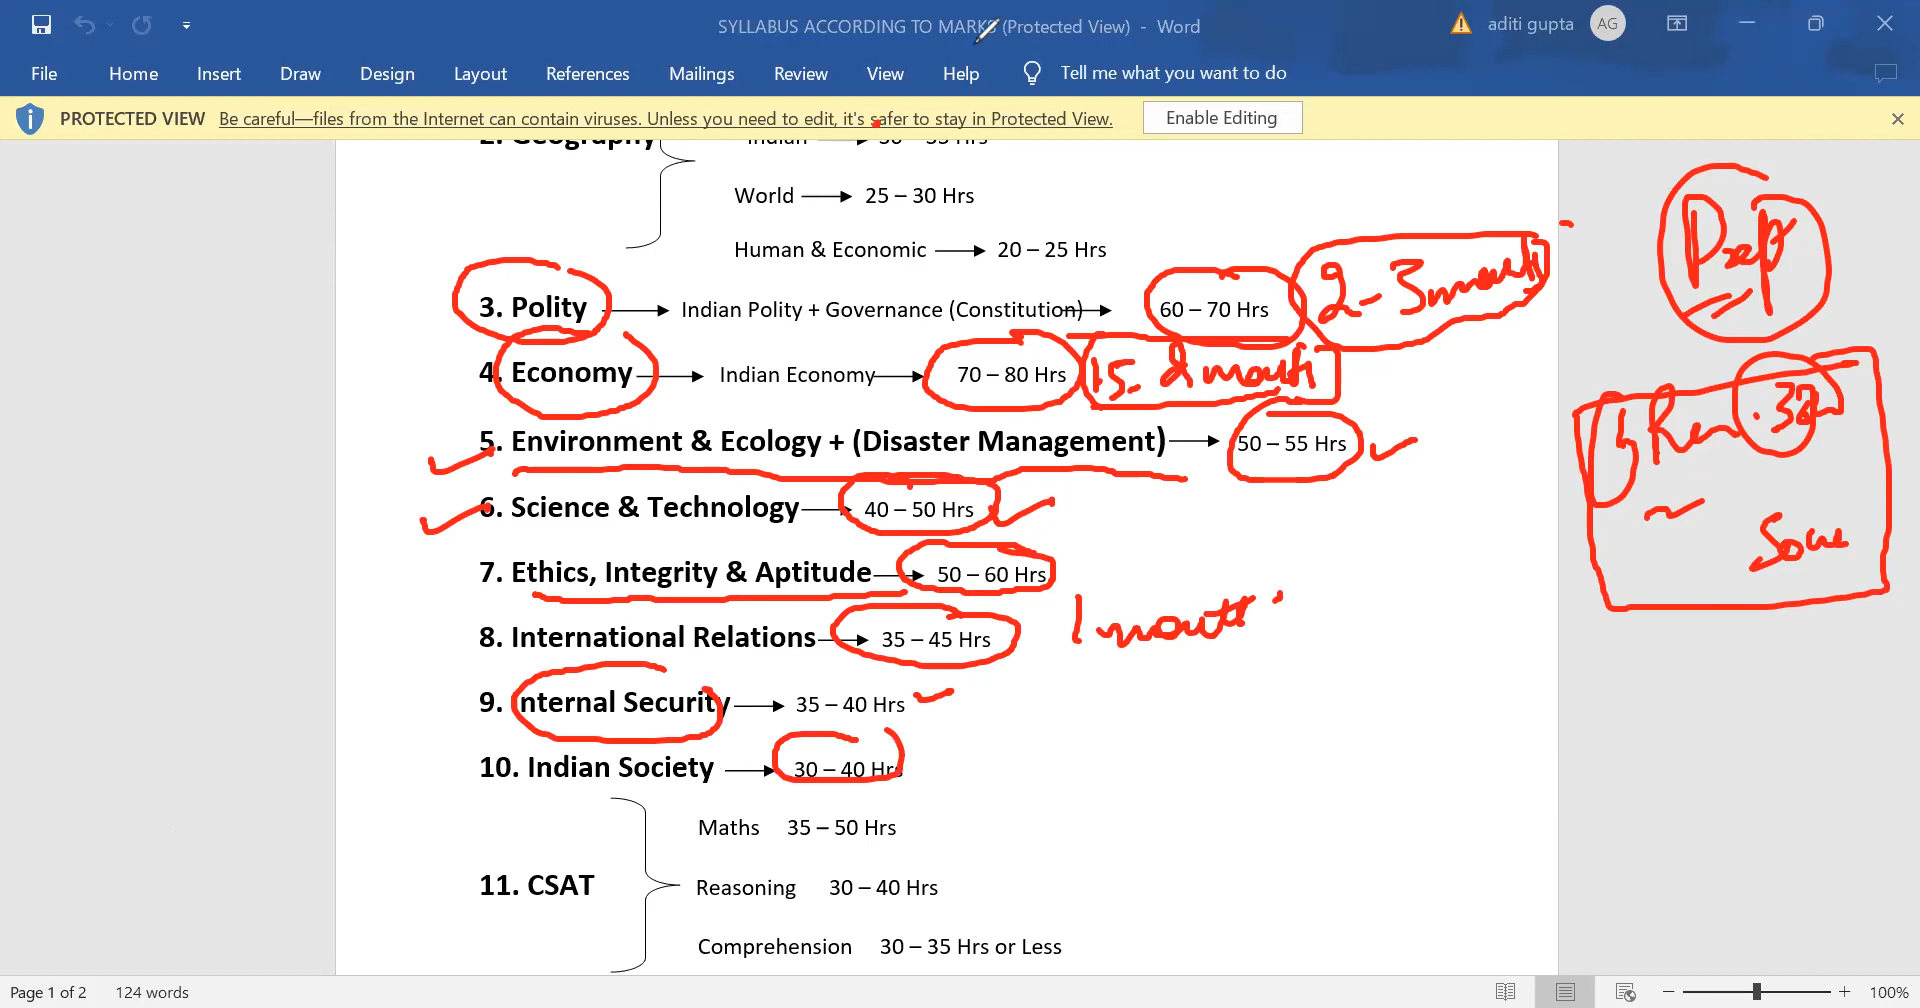 SYLLABUS ACCORDING TO MARKS (Protected View) - Word
aditi gupta AG
File Home Insert Draw Design Layout References Mailings Review View Help Tell me what you want to do
PROTECTED VIEW Be careful—files from the Internet can contain viruses. Unless you need to edit, it's safer to stay in Protected View. Enable Editing
2. Geography Indian 30 – 35 Hrs
World 25 – 30 Hrs
Human & Economic 20 – 25 Hrs
3. Polity Indian Polity + Governance (Constitution) 60 – 70 Hrs 2-3 month
4. Economy Indian Economy 70 – 80 Hrs 1.5- 2 month
5. Environment & Ecology + (Disaster Management) 50 – 55 Hrs
6. Science & Technology 40 – 50 Hrs
7. Ethics, Integrity & Aptitude 50 – 60 Hrs
8. International Relations 35 – 45 Hrs 1 month
9. Internal Security 35 – 40 Hrs
10. Indian Society 30 – 40 Hrs
Maths 35 – 50 Hrs
11. CSAT Reasoning 30 – 40 Hrs
Comprehension 30 – 35 Hrs or Less
Page 1 of 2 124 words 100%